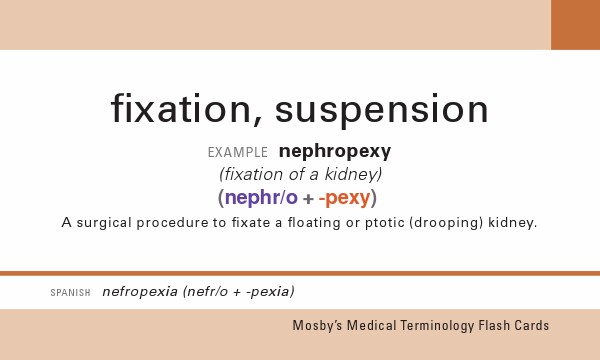 fixation, suspension
EXAMPLE nephropexy
(fixation of a kidney)
(nephr/o + -pexy)
A surgical procedure to fixate a floating or ptotic (drooping) kidney.
SPANISH nefropexia (nefr/o + -pexia)
Mosby's Medical Terminology Flash Cards